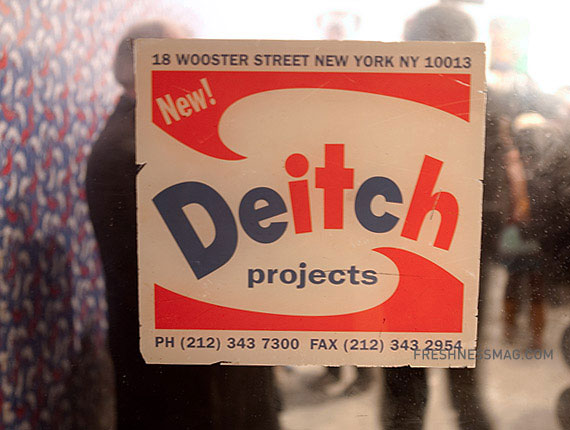 18 WOOSTER STREET NEW YORK NY 10013
New!
Deitch
projects
PH (212) 343 7300 FAX (212) 343 2954
FRESHNESSMAG.COM